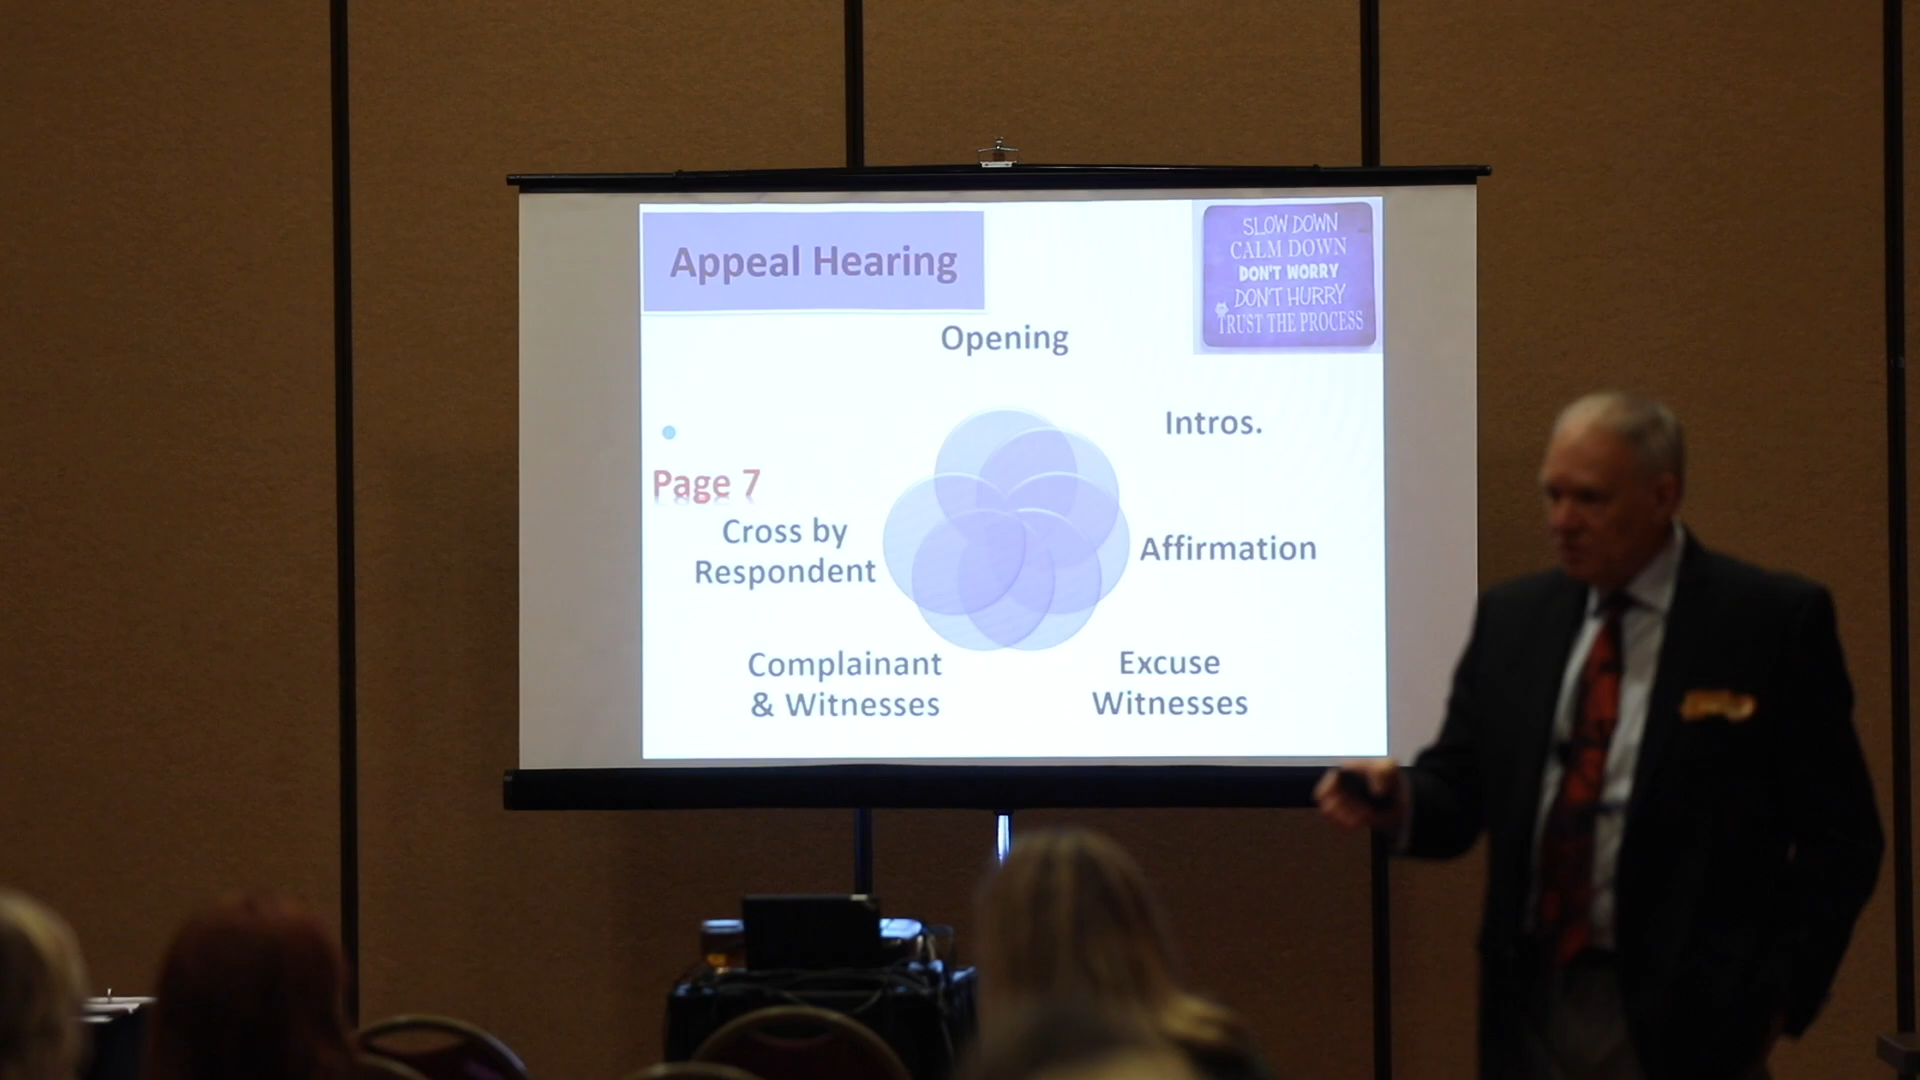 Appeal Hearing
SLOW DOWN
CALM DOWN
DON'T WORRY
DON'T HURRY
TRUST THE PROCESS
Opening
Intros.
Page 7
Cross by
Respondent
Affirmation
Complainant
& Witnesses
Excuse
Witnesses